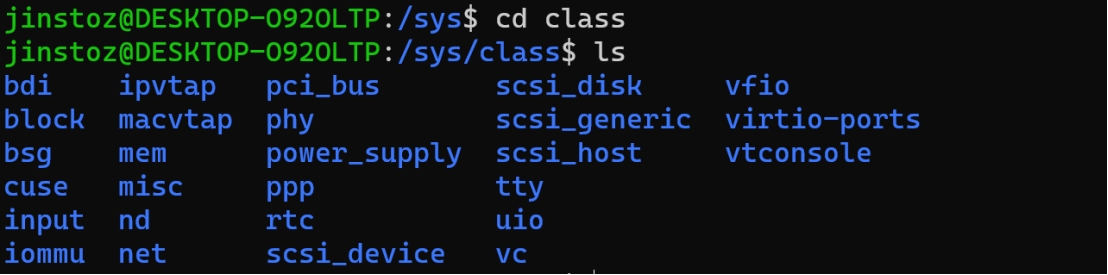 jinstoz@DESKTOP-O92OLTP:/sys$ cd class
jinstoz@DESKTOP-O92OLTP:/sys/class$ ls
bdi ipvtap pci_bus scsi_disk vfio
block macvtap phy scsi_generic virtio-ports
bsg mem power_supply scsi_host vtconsole
cuse misc ppp tty
input nd rtc uio
iommu net scsi_device vc